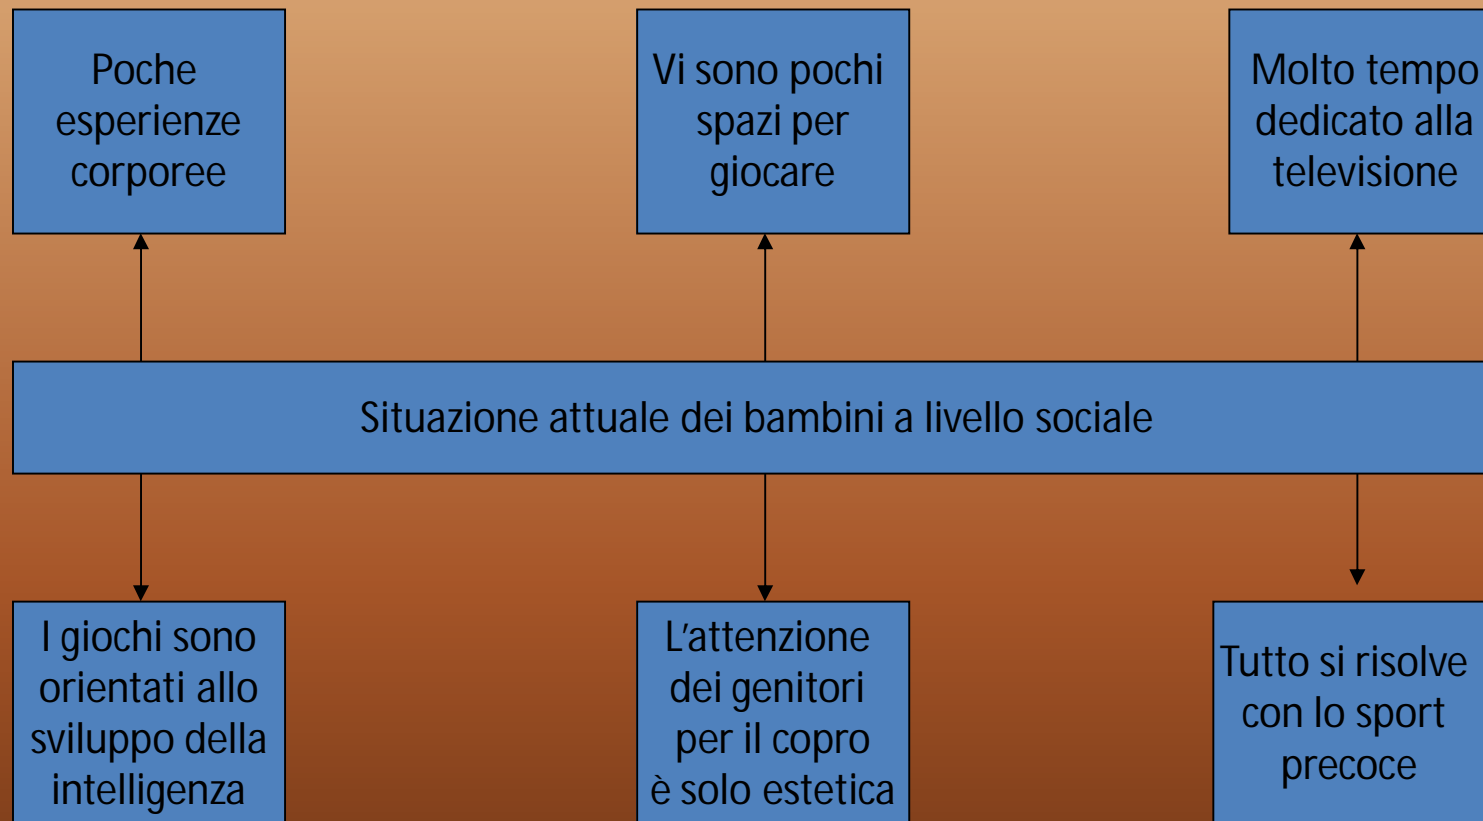 Poche
esperienze
corporee
Vi sono pochi
spazi per
giocare
Molto tempo
dedicato alla
televisione
Situazione attuale dei bambini a livello sociale
I giochi sono
orientati allo
sviluppo della
intelligenza
L'attenzione
dei genitori
per il copro
è solo estetica
Tutto si risolve
con lo sport
precoce